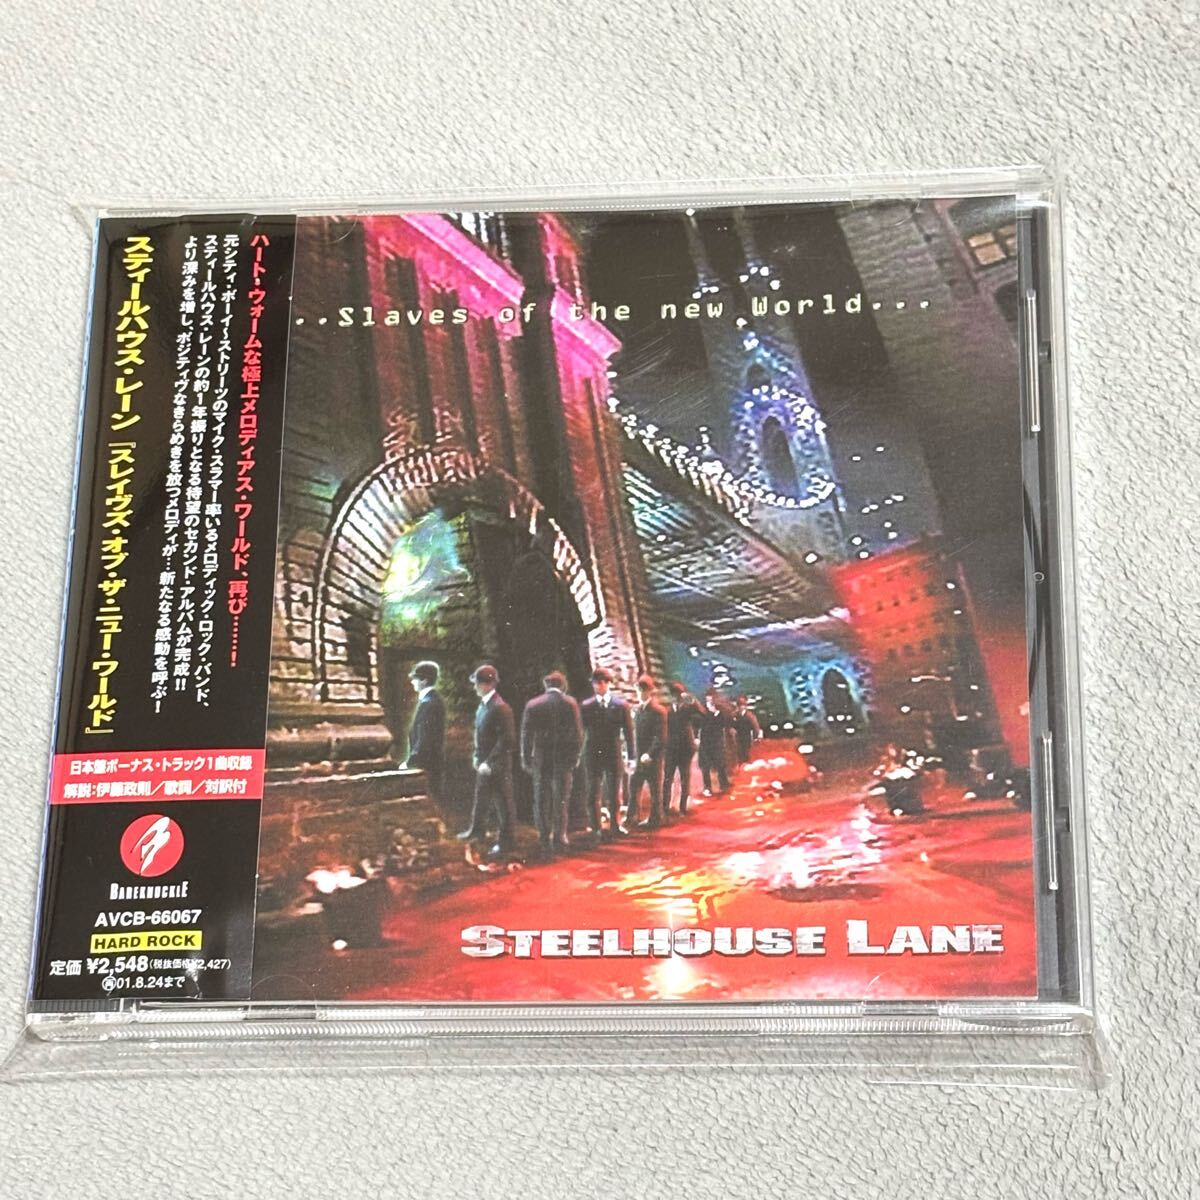 スティールハウス・レーン『スレイヴズ・オブ・ザ・ニュー・ワールド』
ハート・ウォームな極上メロディアス・ワールド、再び……!
元シティ・ボーイ〜ストリーツのマイク・スラマー率いるメロディック・ロック・バンド、
スティールハウス・レーンの約1年振りとなる待望のセカンド・アルバムが完成!!
より深みを増し、ポジティヴなきらめきを放つメロディが…新たなる感動を呼ぶ!
日本盤ボーナス・トラック1曲収録
解説:伊藤政則/歌詞/対訳付
BAREKNUCKLE
AVCB-66067
HARD ROCK
定価 ¥2,548(税抜価格¥2,427)
再01.8.24まで
..Slaves of the new World...
STEELHOUSE LANE